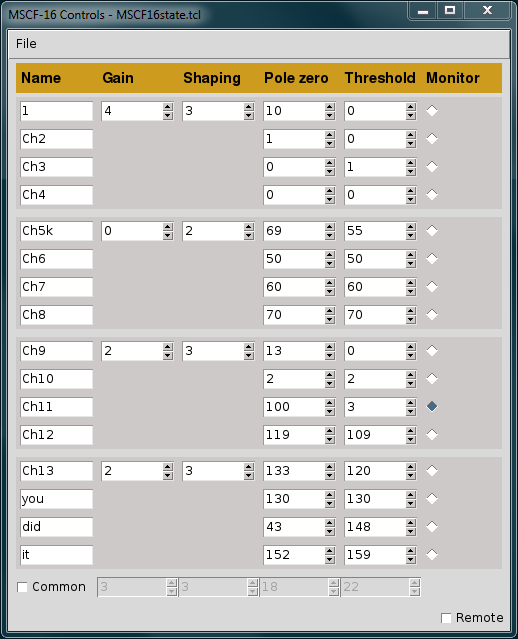 MSCF-16 Controls - MSCF16state.tcl
File
Name Gain Shaping Pole zero Threshold Monitor
1 4 3 10 0
Ch2 1 0
Ch3 0 1
Ch4 0 0
Ch5k 0 2 69 55
Ch6 50 50
Ch7 60 60
Ch8 70 70
Ch9 2 3 13 0
Ch10 2 2
Ch11 100 3
Ch12 119 109
Ch13 2 3 133 120
you 130 130
did 43 148
it 152 159
Common 3 3 18 22
Remote